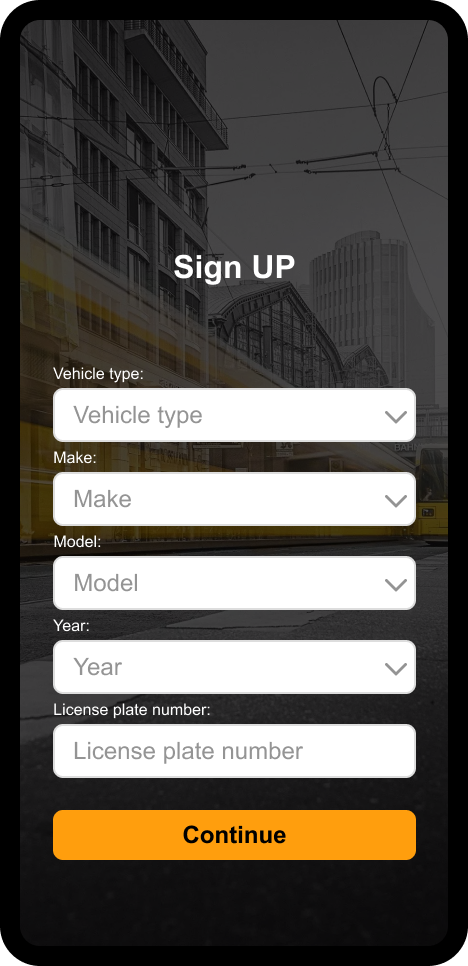 Sign UP
Vehicle type:
Vehicle type
Make:
Make
Model:
Model
Year:
Year
License plate number:
License plate number
Continue